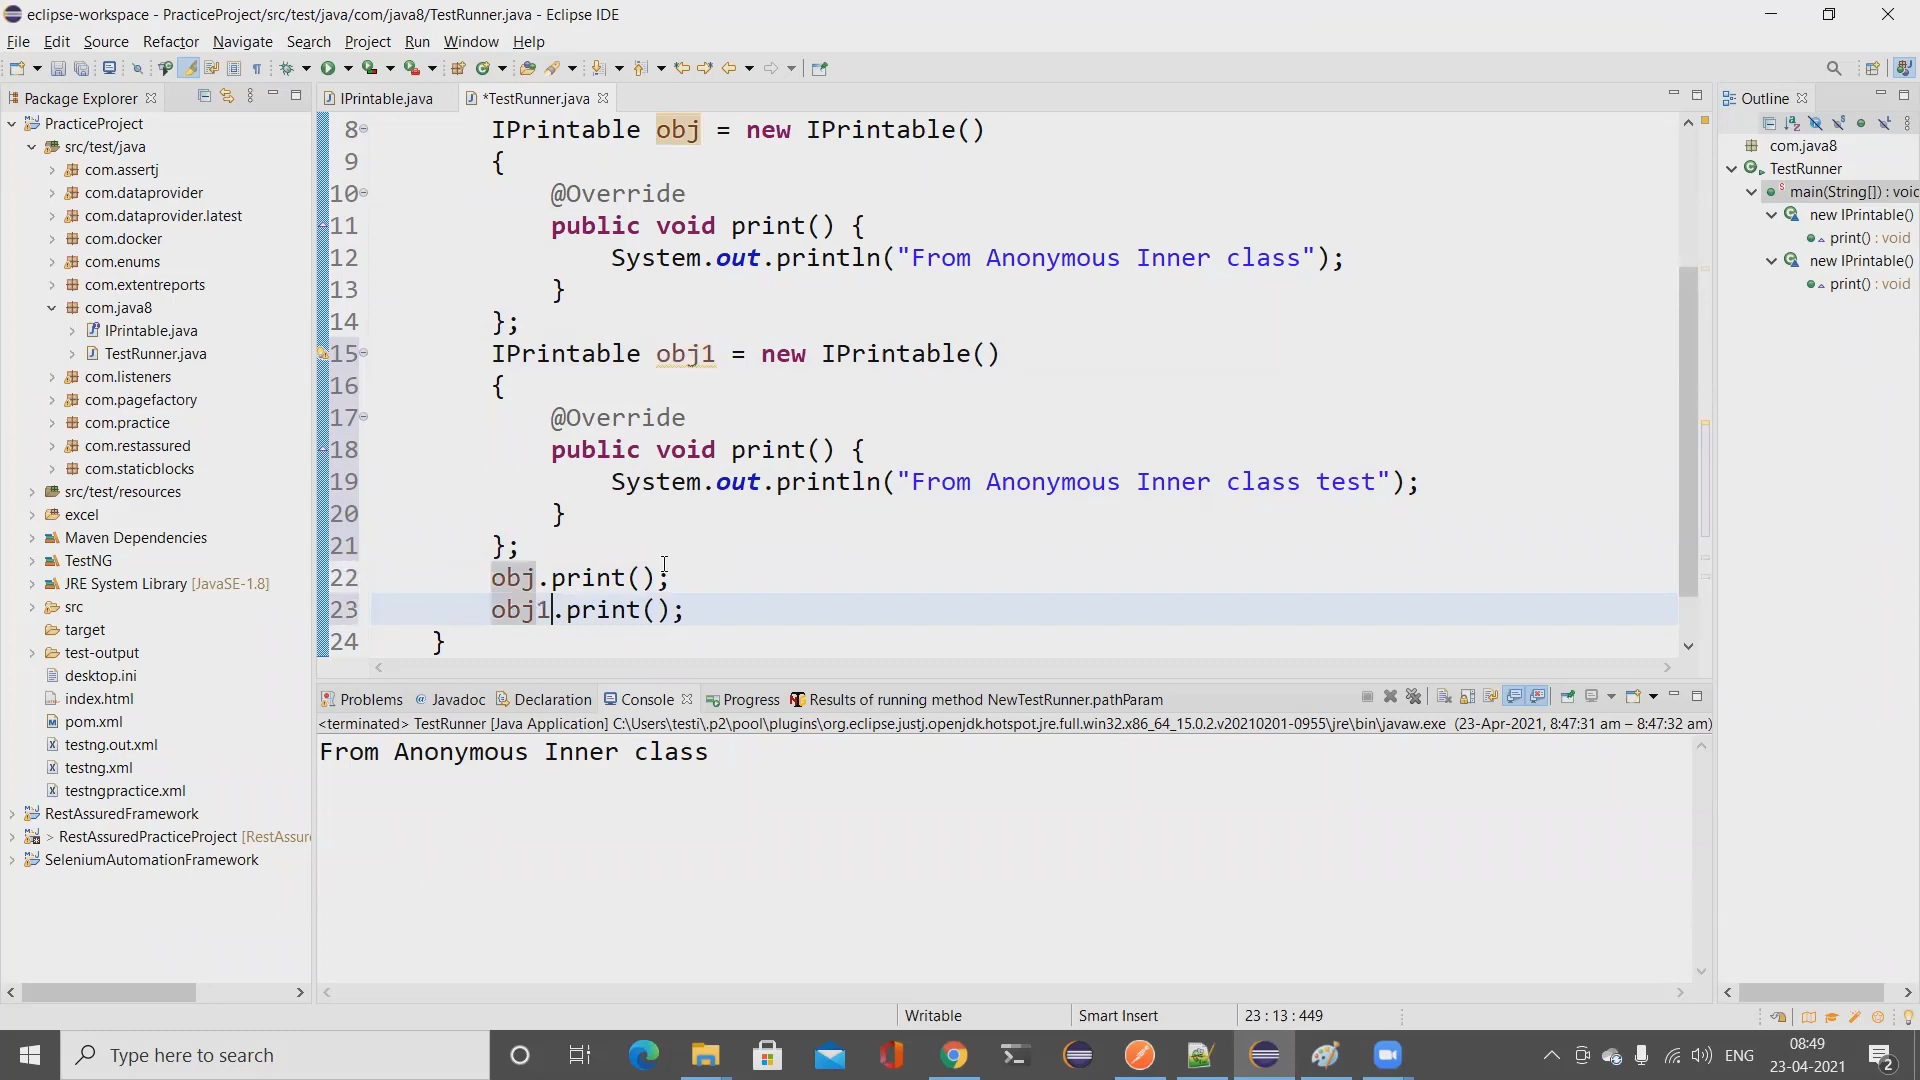 eclipse-workspace - PracticeProject/src/test/java/com/java8/TestRunner.java - Eclipse IDE
File Edit Source Refactor Navigate Search Project Run Window Help
Package Explorer
PracticeProject
src/test/java
com.assertj
com.dataprovider
com.dataprovider.latest
com.docker
com.enums
com.extentreports
com.java8
IPrintable.java
TestRunner.java
com.listeners
com.pagefactory
com.practice
com.restassured
com.staticblocks
src/test/resources
excel
Maven Dependencies
TestNG
JRE System Library [JavaSE-1.8]
src
target
test-output
desktop.ini
index.html
pom.xml
testng.out.xml
testng.xml
testngpractice.xml
RestAssuredFramework
> RestAssuredPracticeProject [RestAssur
SeleniumAutomationFramework
IPrintable.java *TestRunner.java
8 IPrintable obj = new IPrintable()
9 {
10 @Override
11 public void print() {
12 System.out.println("From Anonymous Inner class");
13 }
14 };
15 IPrintable obj1 = new IPrintable()
16 {
17 @Override
18 public void print() {
19 System.out.println("From Anonymous Inner class test");
20 }
21 };
22 obj.print();
23 obj1.print();
24 }
Outline
com.java8
TestRunner
main(String[]) : voic
new IPrintable()
print() : void
new IPrintable()
print() : void
Problems @ Javadoc Declaration Console Progress Results of running method NewTestRunner.pathParam
<terminated> TestRunner [Java Application] C:\Users\testi\.p2\pool\plugins\org.eclipse.justj.openjdk.hotspot.jre.full.win32.x86_64_15.0.2.v20210201-0955\jre\bin\javaw.exe (23-Apr-2021, 8:47:31 am – 8:47:32 am)
From Anonymous Inner class
Writable Smart Insert 23 : 13 : 449
Type here to search
ENG
08:49
23-04-2021
2